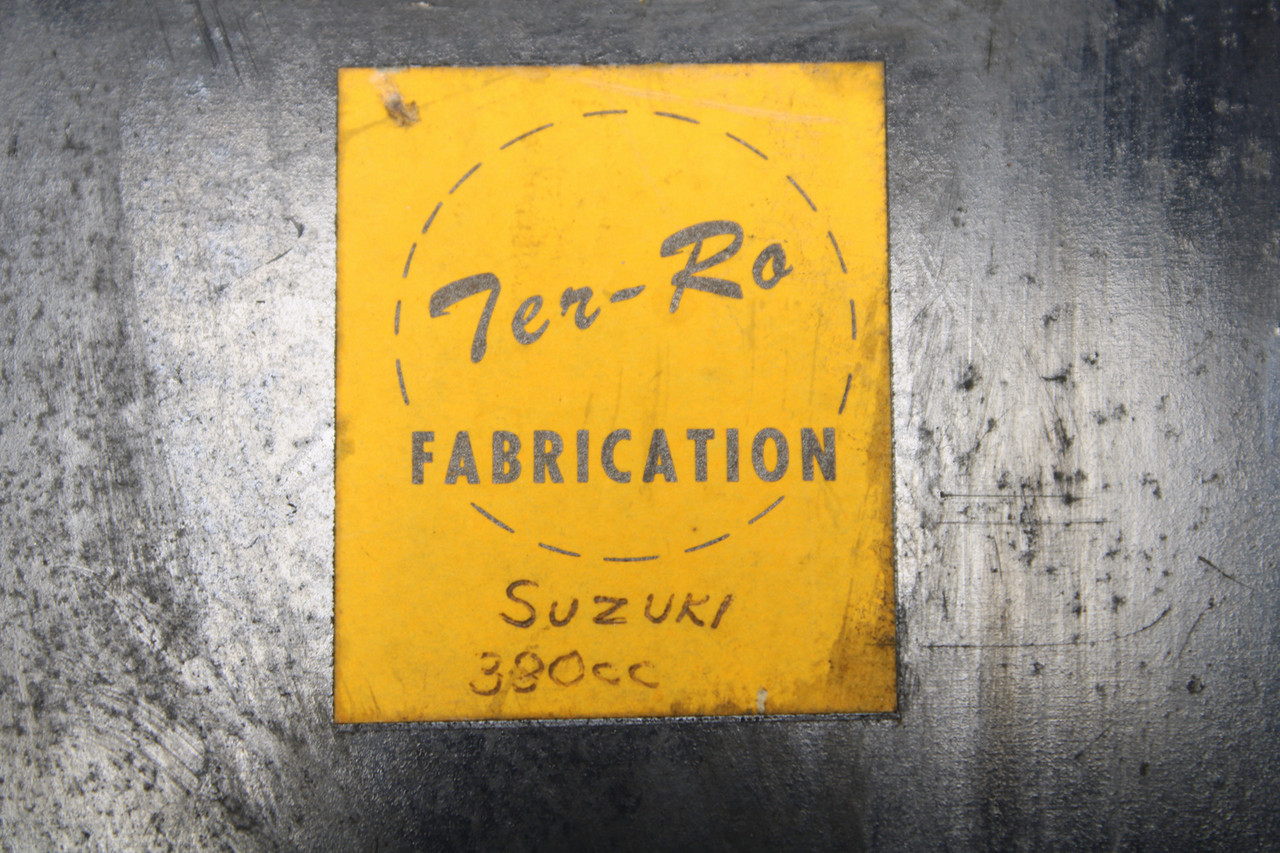 Ter-Ro
FABRICATION
SUZUKI
380cc